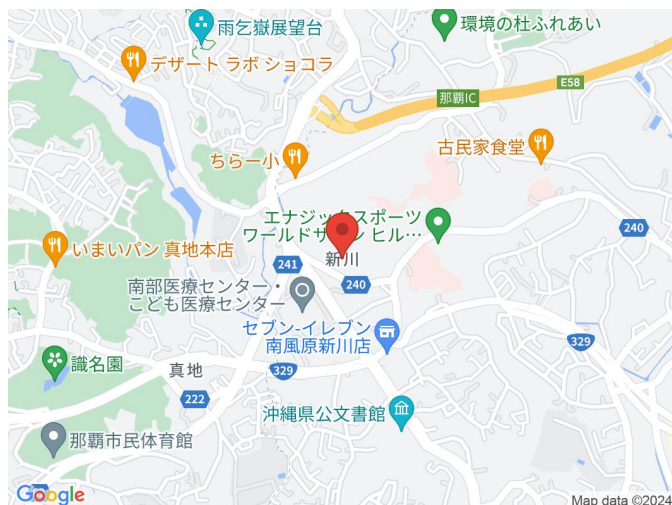 雨乞嶽展望台
環境の杜ふれあい
デザート ラボ ショコラ
E58
那覇IC
ちらー小
古民家食堂
エナジックスポーツ
ワールドサザン ヒル…
240
いまいパン 真地本店
新川
241
240
南部医療センター・
こども医療センター
セブン-イレブン
南風原新川店
329
識名園
真地
329
222
沖縄県公文書館
那覇市民体育館
Google
Map data ©2024